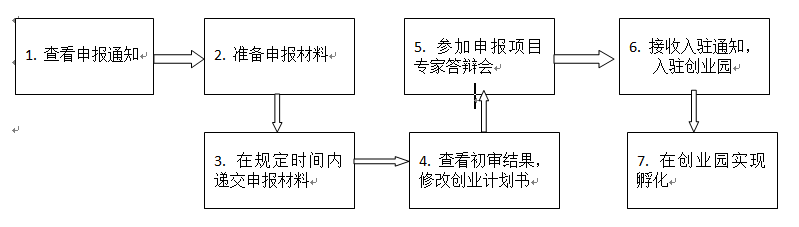 1. 查看申报通知
2. 准备申报材料
3. 在规定时间内
递交申报材料
4. 查看初审结果，
修改创业计划书
5. 参加申报项目
专家答辩会
6. 接收入驻通知，
入驻创业园
7. 在创业园实现
孵化